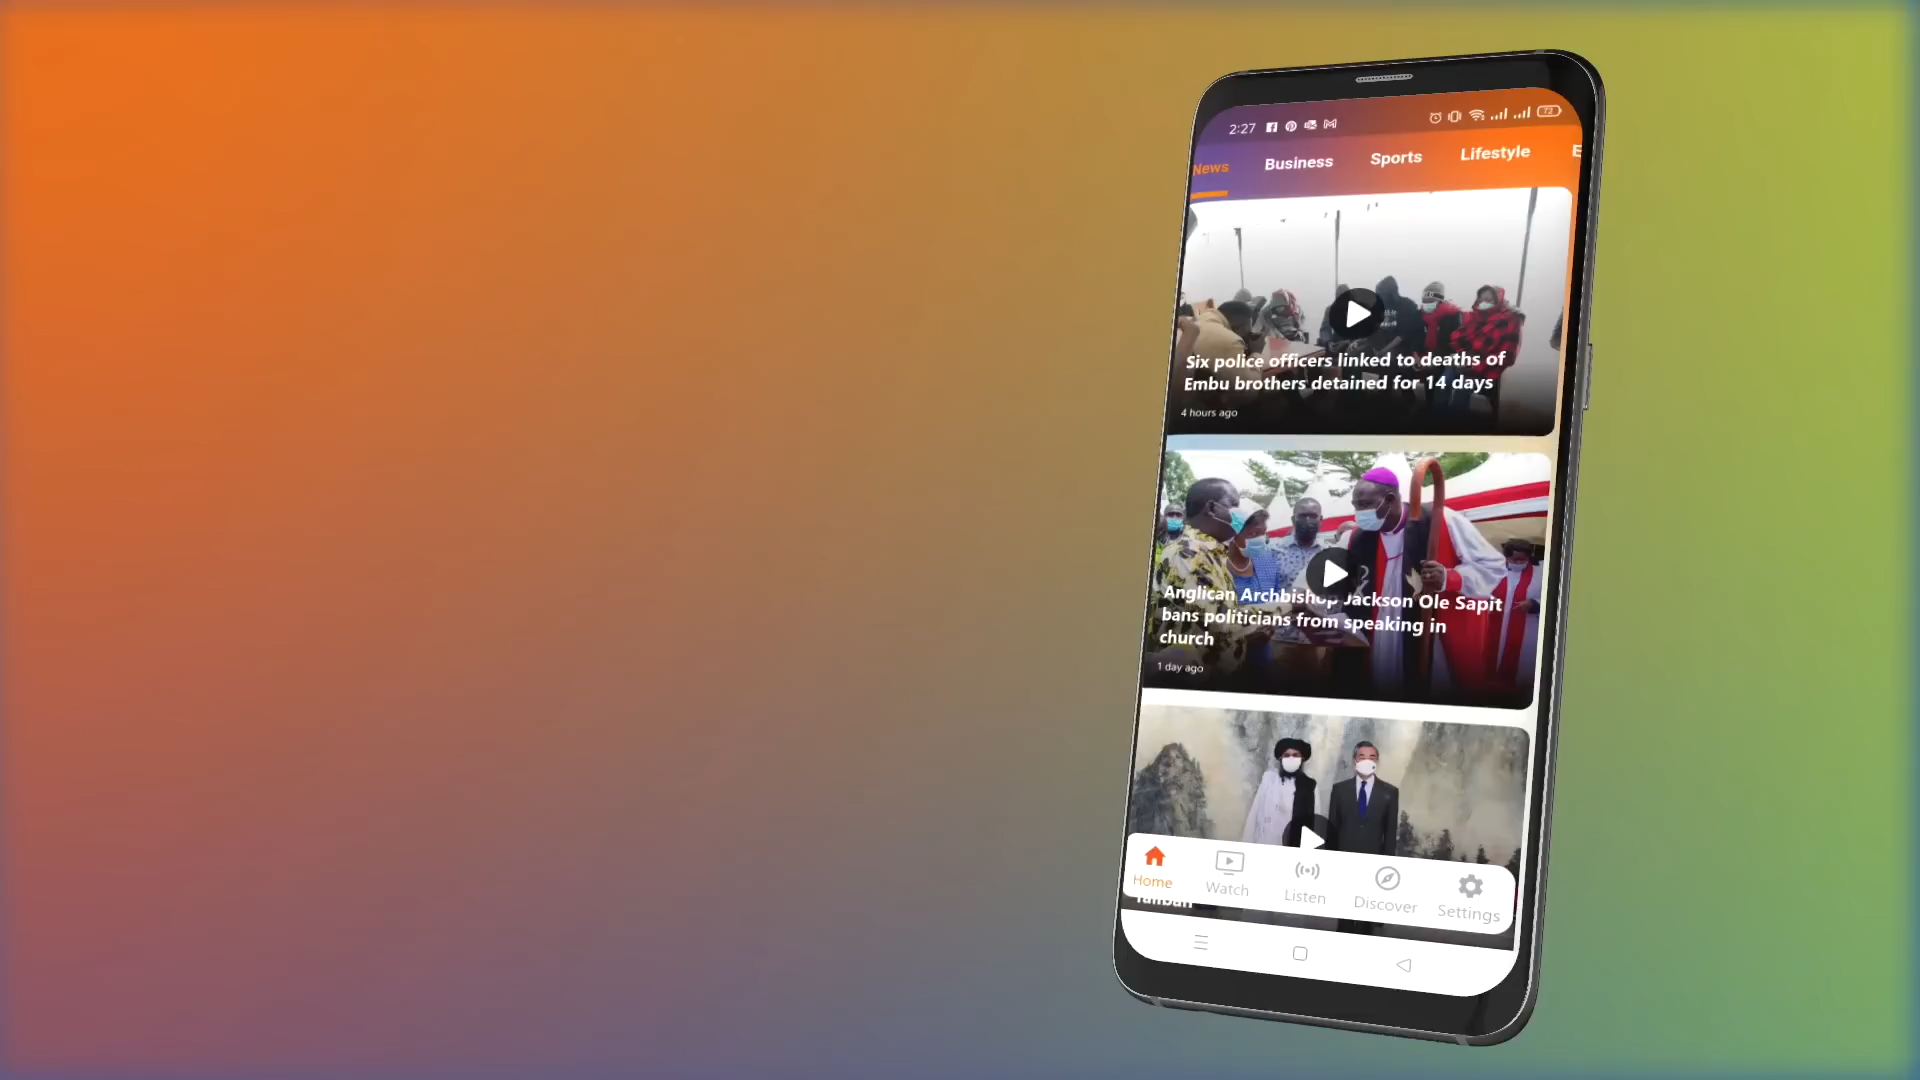 2:27
72
News Business Sports Lifestyle E
Six police officers linked to deaths of
Embu brothers detained for 14 days
4 hours ago
Anglican Archbishop Jackson Ole Sapit
bans politicians from speaking in
church
1 day ago
Taliban
Home Watch Listen Discover Settings